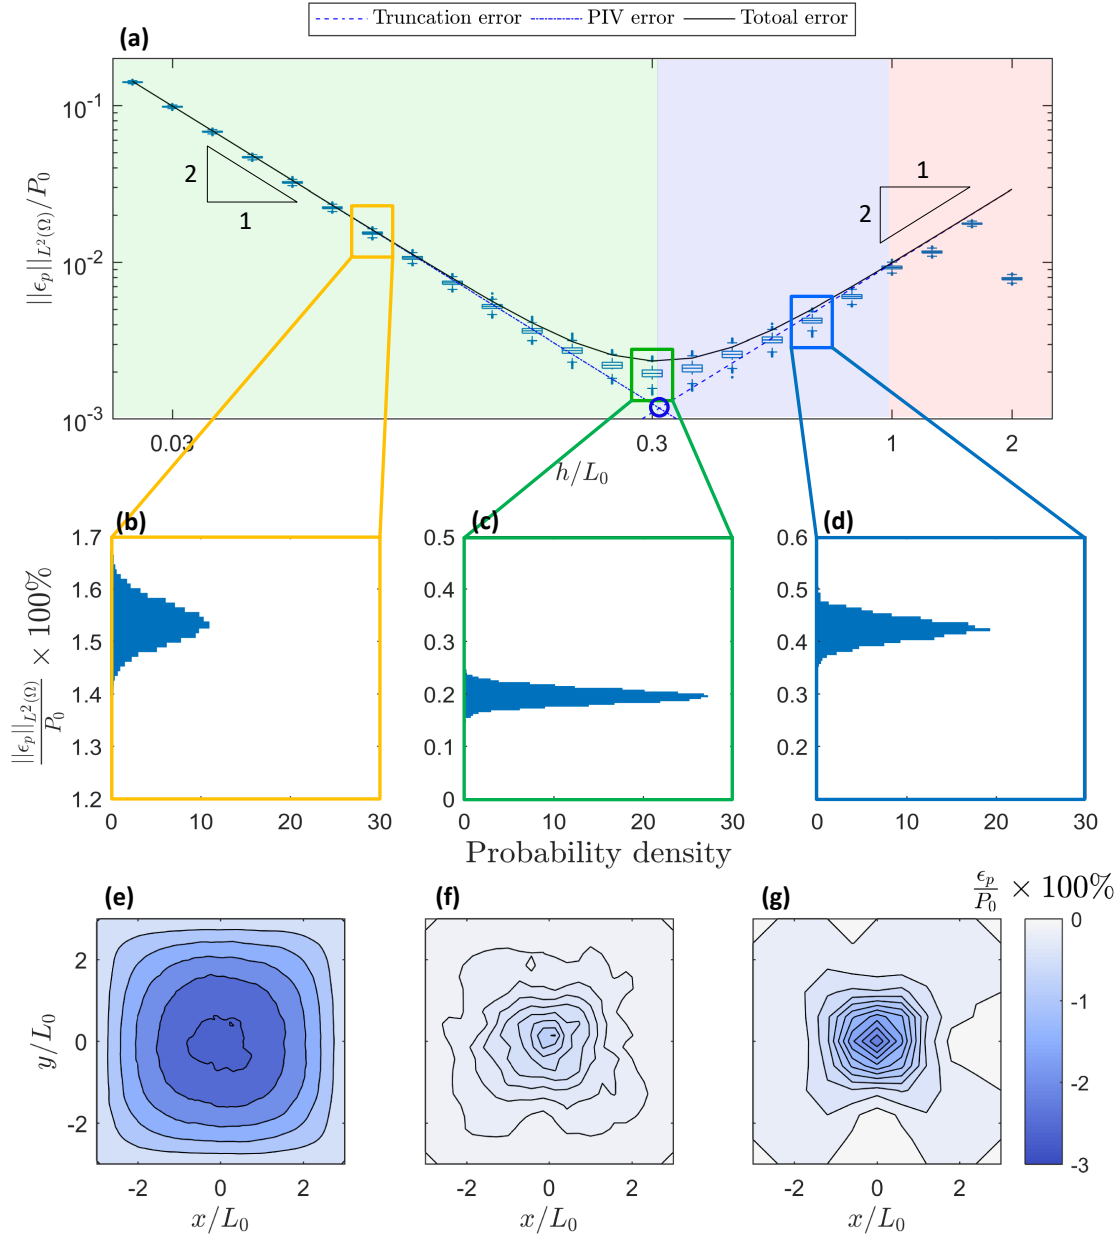 Truncation error PIV error Totoal error
(a)
10^{-1}
10^{-2}
10^{-3}
||ϵ_p||_{L^2(Ω)}/P_0
2
1
1
2
0.03 0.3 1 2
h/L_0
(b) (c) (d)
1.7
1.6
1.5
1.4
1.3
1.2
||ϵ_p||_{L^2(Ω)}/P_0 × 100%
0 10 20 30
0.5
0.4
0.3
0.2
0.1
0
0 10 20 30
0.6
0.5
0.4
0.3
0.2
0 10 20 30
Probability density
(e) (f) (g)
ϵ_p/P_0 × 100%
2
0
-2
y/L_0
-2 0 2
x/L_0
-2 0 2
x/L_0
-2 0 2
x/L_0
0
-1
-2
-3